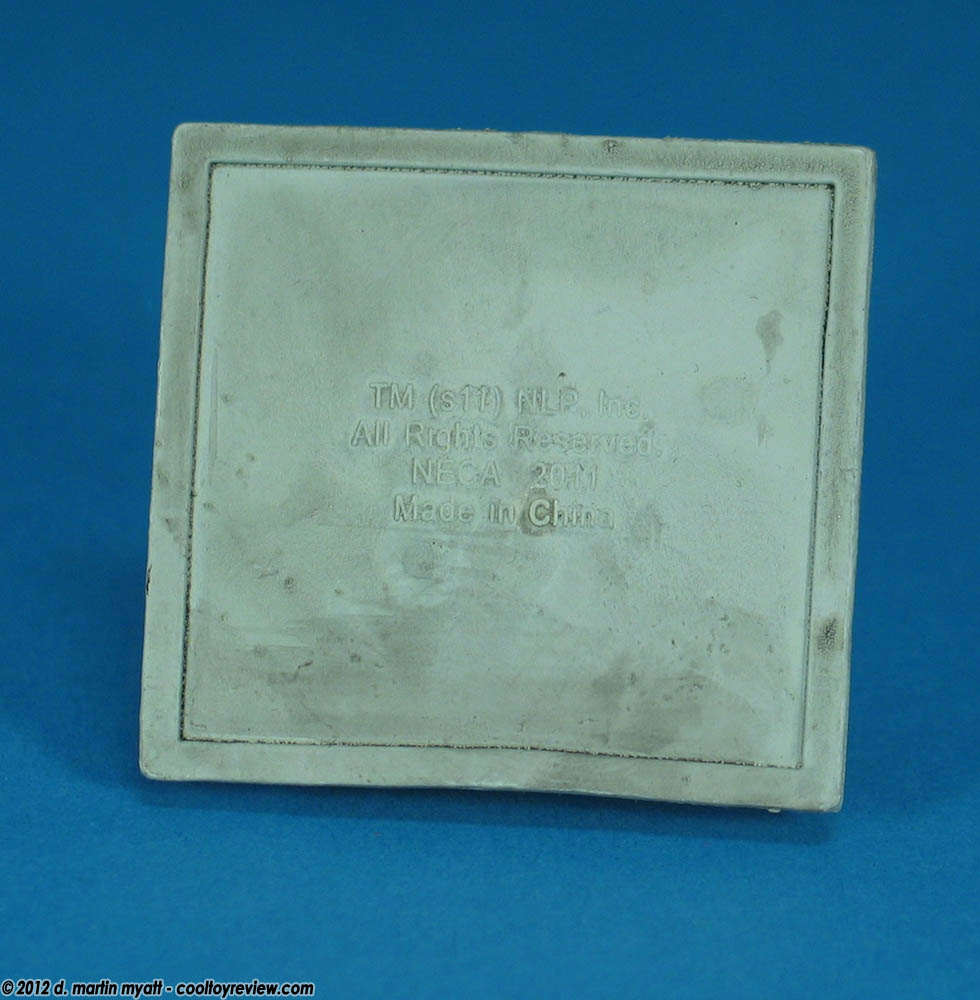 TM (s11) NLP, Inc.
All Rights Reserved.
NECA 2011
Made in China
© 2012 d. martin myatt - cooltoyreview.com